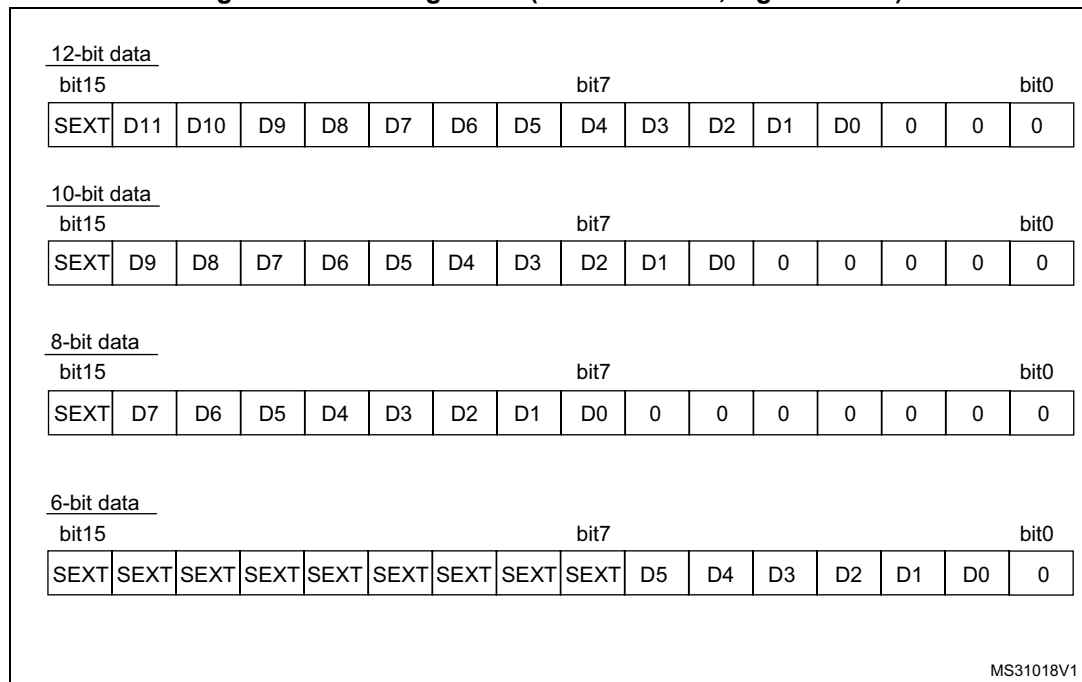 12-bit data
bit15 bit7 bit0
SEXT D11 D10 D9 D8 D7 D6 D5 D4 D3 D2 D1 D0 0 0 0
10-bit data
bit15 bit7 bit0
SEXT D9 D8 D7 D6 D5 D4 D3 D2 D1 D0 0 0 0 0 0
8-bit data
bit15 bit7 bit0
SEXT D7 D6 D5 D4 D3 D2 D1 D0 0 0 0 0 0 0 0
6-bit data
bit15 bit7 bit0
SEXT SEXT SEXT SEXT SEXT SEXT SEXT SEXT SEXT D5 D4 D3 D2 D1 D0 0
MS31018V1